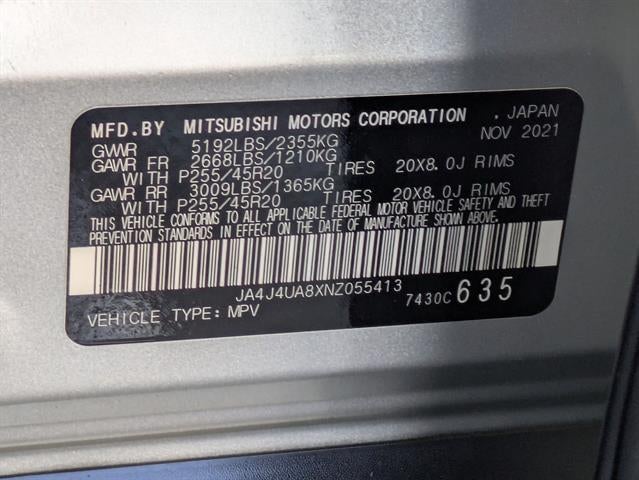 MFD.BY MITSUBISHI MOTORS CORPORATION , JAPAN
GVWR 5192LBS/2355KG NOV 2021
GAWR FR 2668LBS/1210KG
WITH P255/45R20 TIRES 20X8.0J RIMS
GAWR RR 3009LBS/1365KG
WITH P255/45R20 TIRES 20X8.0J RIMS
THIS VEHICLE CONFORMS TO ALL APPLICABLE FEDERAL MOTOR VEHICLE SAFETY AND THEFT
PREVENTION STANDARDS IN EFFECT ON THE DATE OF MANUFACTURE SHOWN ABOVE.
JA4J4UA8XNZ055413
VEHICLE TYPE: MPV 7430C 635